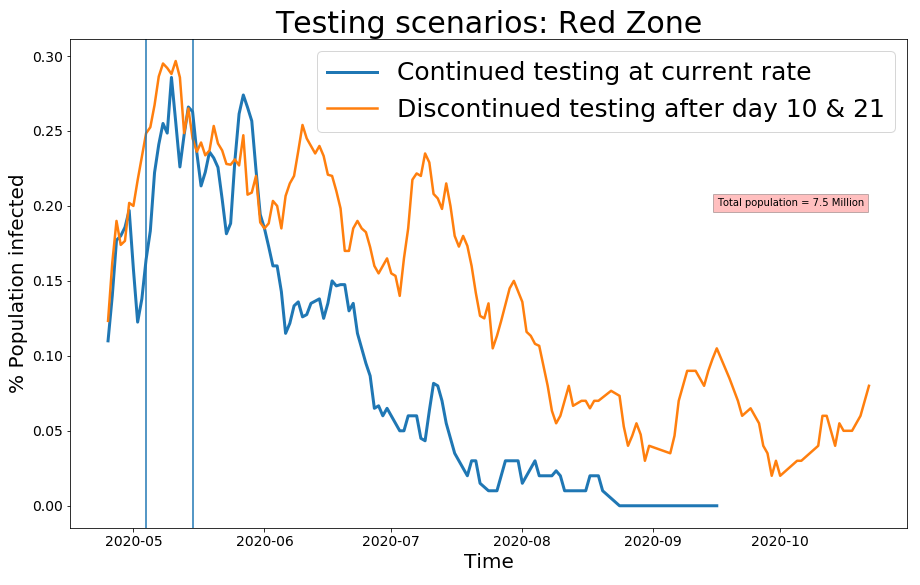 Testing scenarios: Red Zone
Continued testing at current rate
Discontinued testing after day 10 & 21
Total population = 7.5 Million
% Population infected
0.30
0.25
0.20
0.15
0.10
0.05
0.00
2020-05 2020-06 2020-07 2020-08 2020-09 2020-10
Time